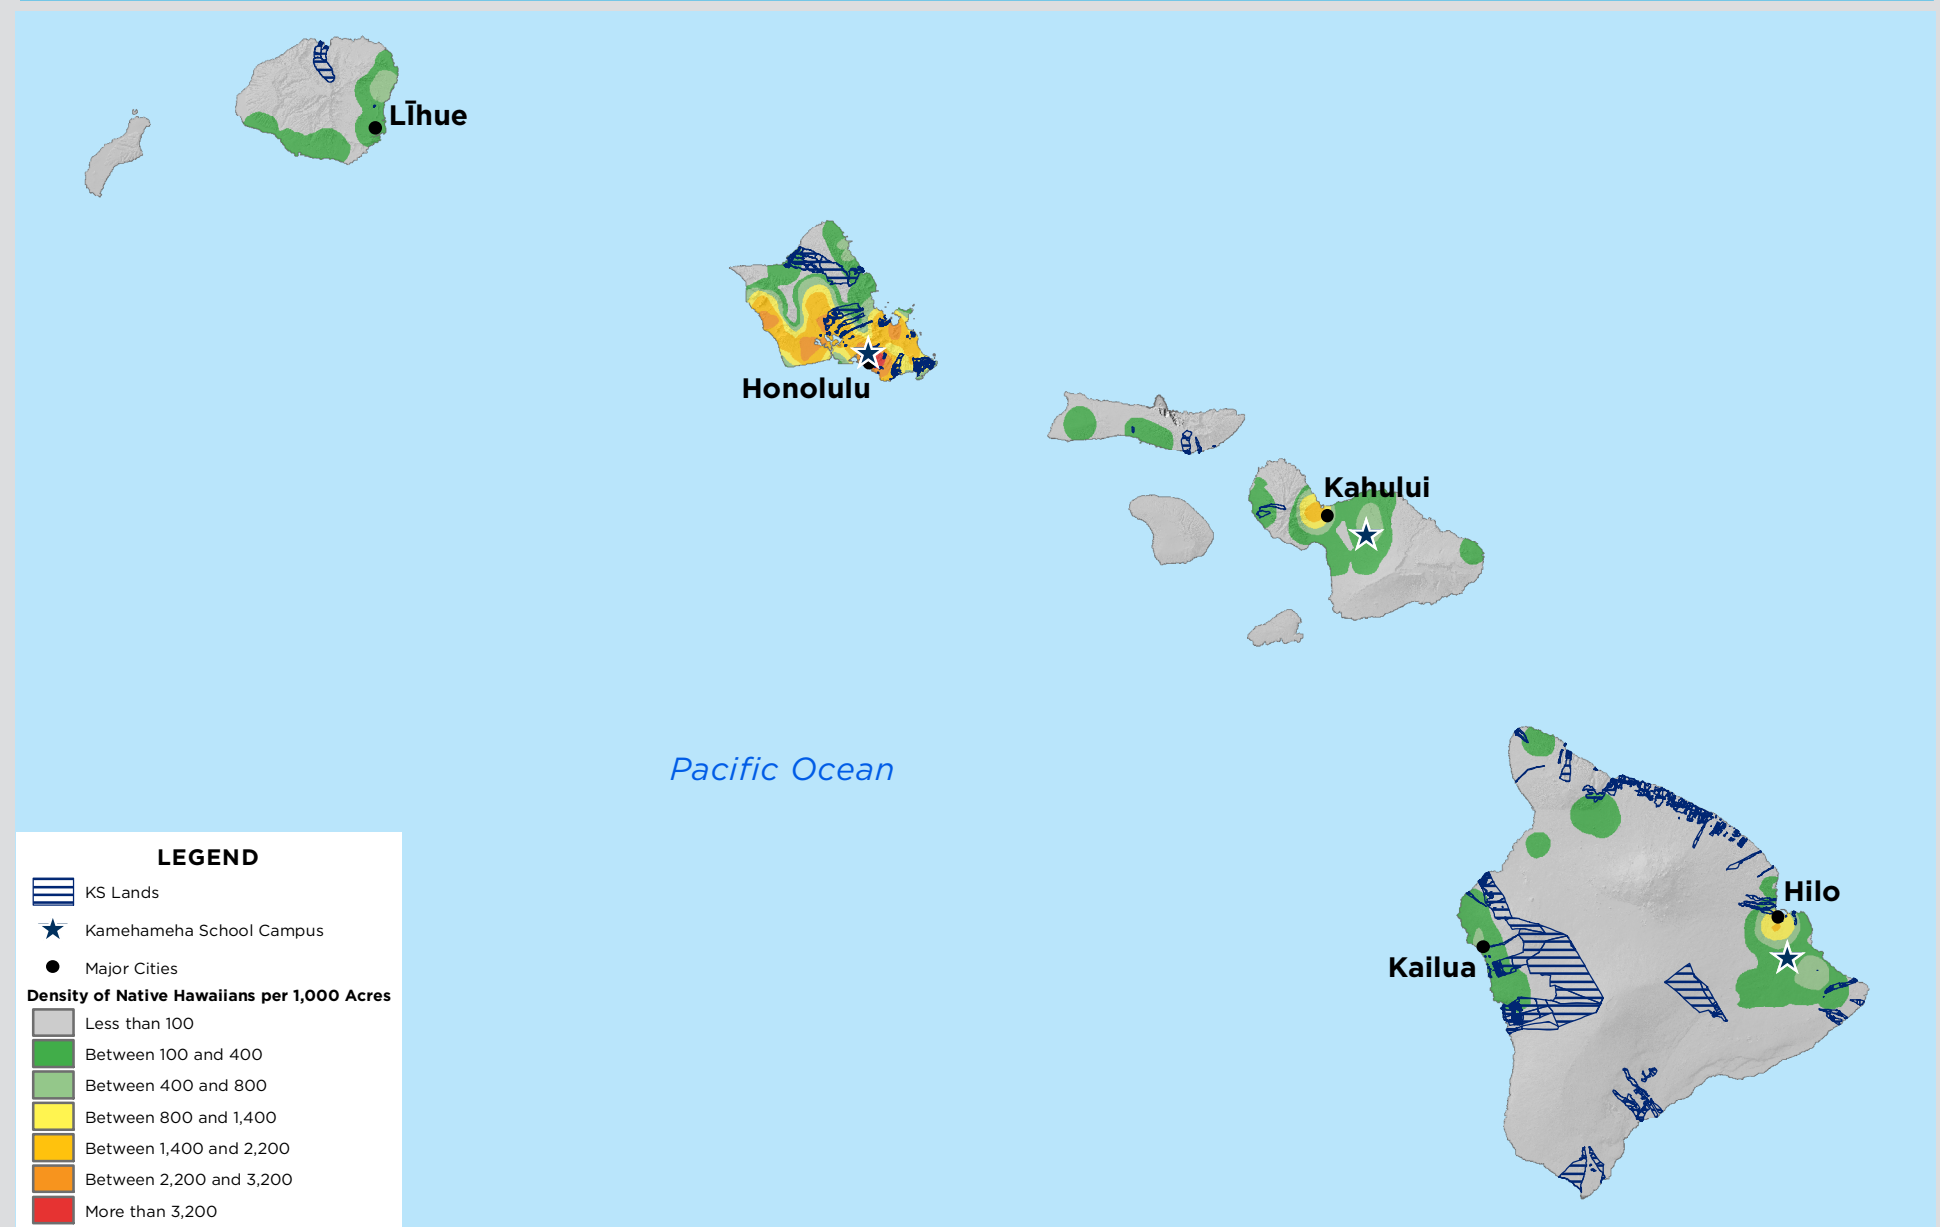 Līhue
Honolulu
Kahului
Pacific Ocean
Hilo
Kailua
LEGEND
KS Lands
Kamehameha School Campus
Major Cities
Density of Native Hawaiians per 1,000 Acres
Less than 100
Between 100 and 400
Between 400 and 800
Between 800 and 1,400
Between 1,400 and 2,200
Between 2,200 and 3,200
More than 3,200